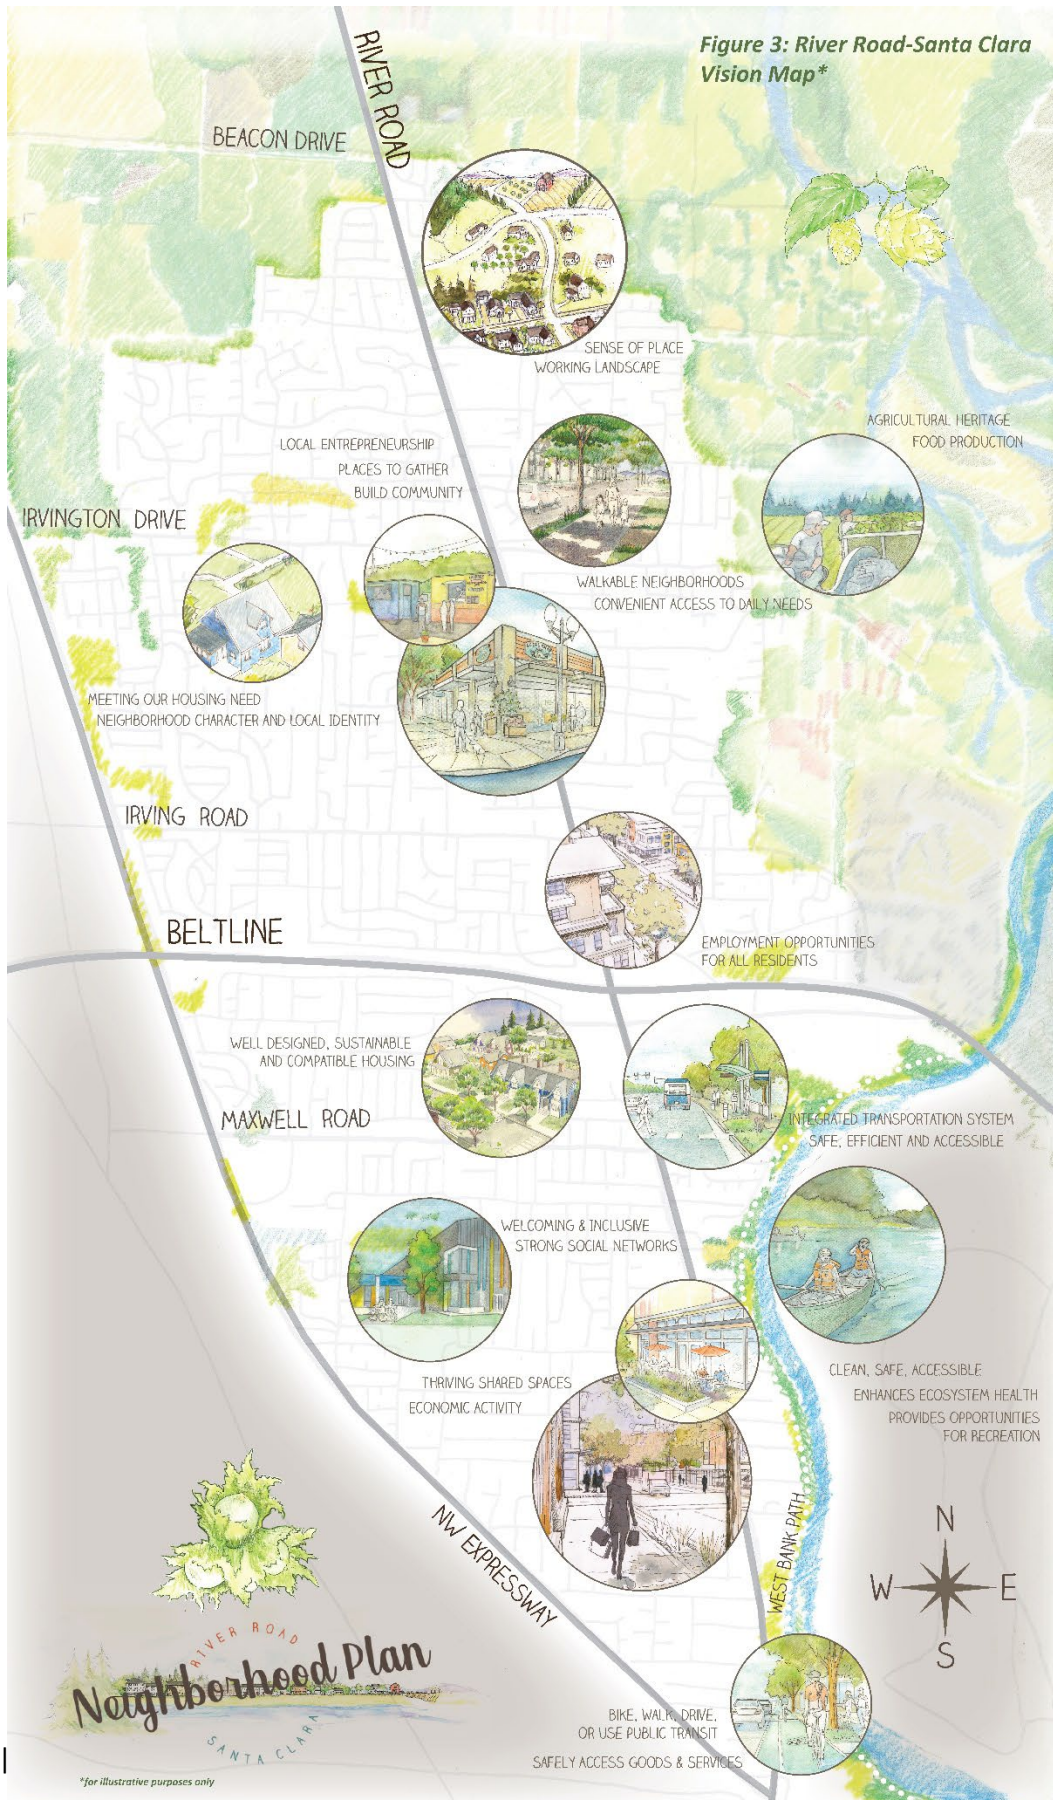 Figure 3: River Road-Santa Clara
Vision Map*
RIVER ROAD
BEACON DRIVE
SENSE OF PLACE
WORKING LANDSCAPE
AGRICULTURAL HERITAGE
FOOD PRODUCTION
LOCAL ENTREPRENEURSHIP
PLACES TO GATHER
BUILD COMMUNITY
IRVINGTON DRIVE
WALKABLE NEIGHBORHOODS
CONVENIENT ACCESS TO DAILY NEEDS
MEETING OUR HOUSING NEED
NEIGHBORHOOD CHARACTER AND LOCAL IDENTITY
IRVING ROAD
BELTLINE
EMPLOYMENT OPPORTUNITIES
FOR ALL RESIDENTS
WELL DESIGNED, SUSTAINABLE
AND COMPATIBLE HOUSING
MAXWELL ROAD
INTEGRATED TRANSPORTATION SYSTEM
SAFE, EFFICIENT AND ACCESSIBLE
WELCOMING & INCLUSIVE
STRONG SOCIAL NETWORKS
CLEAN, SAFE, ACCESSIBLE
ENHANCES ECOSYSTEM HEALTH
PROVIDES OPPORTUNITIES
FOR RECREATION
THRIVING SHARED SPACES
ECONOMIC ACTIVITY
NW EXPRESSWAY
WEST BANK PATH
N
W E
S
RIVER ROAD
Neighborhood Plan
SANTA CLARA
BIKE, WALK, DRIVE,
OR USE PUBLIC TRANSIT
SAFELY ACCESS GOODS & SERVICES
*for illustrative purposes only